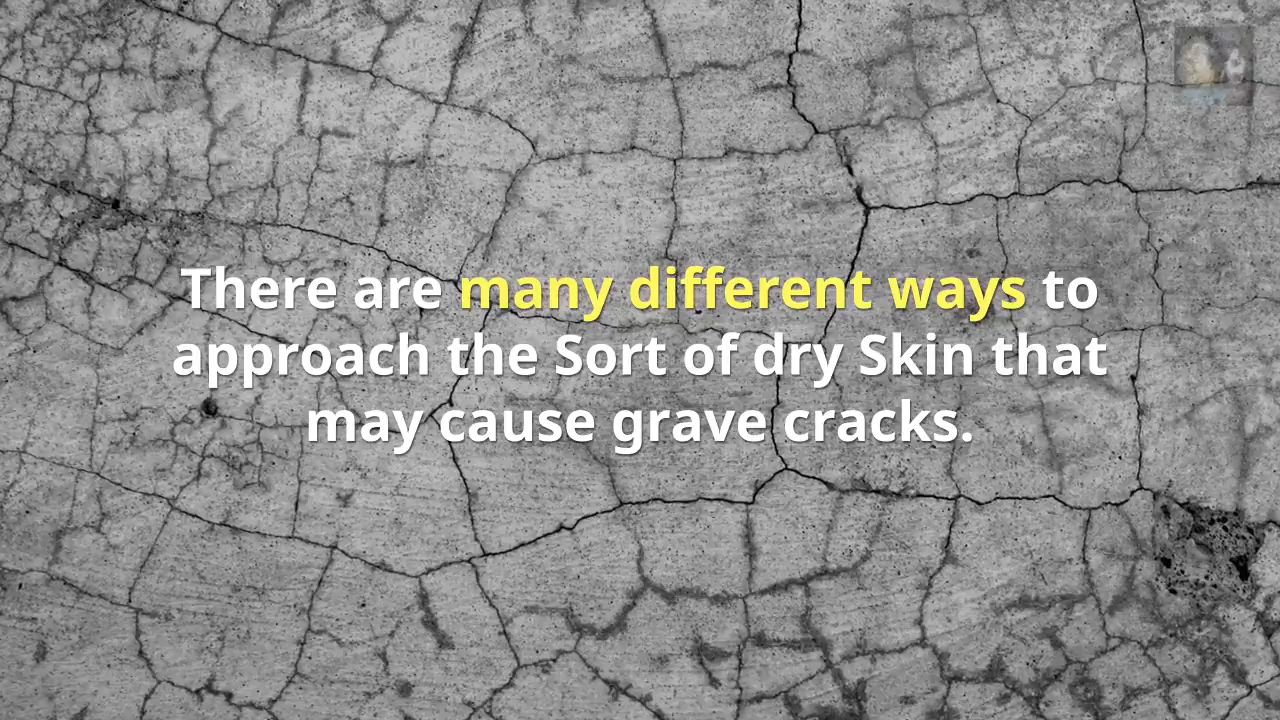 There are many different ways to
approach the Sort of dry Skin that
may cause grave cracks.